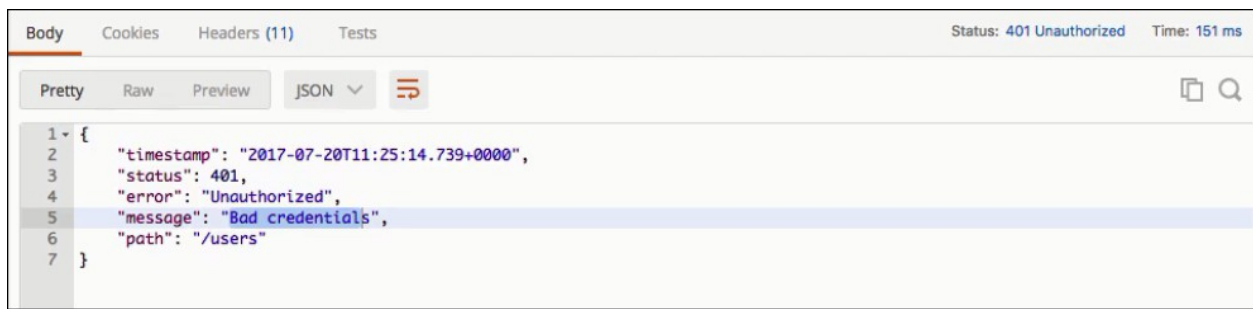 Body Cookies Headers (11) Tests Status: 401 Unauthorized Time: 151 ms
Pretty Raw Preview JSON
1 {
2 "timestamp": "2017-07-20T11:25:14.739+0000",
3 "status": 401,
4 "error": "Unauthorized",
5 "message": "Bad credentials",
6 "path": "/users"
7 }